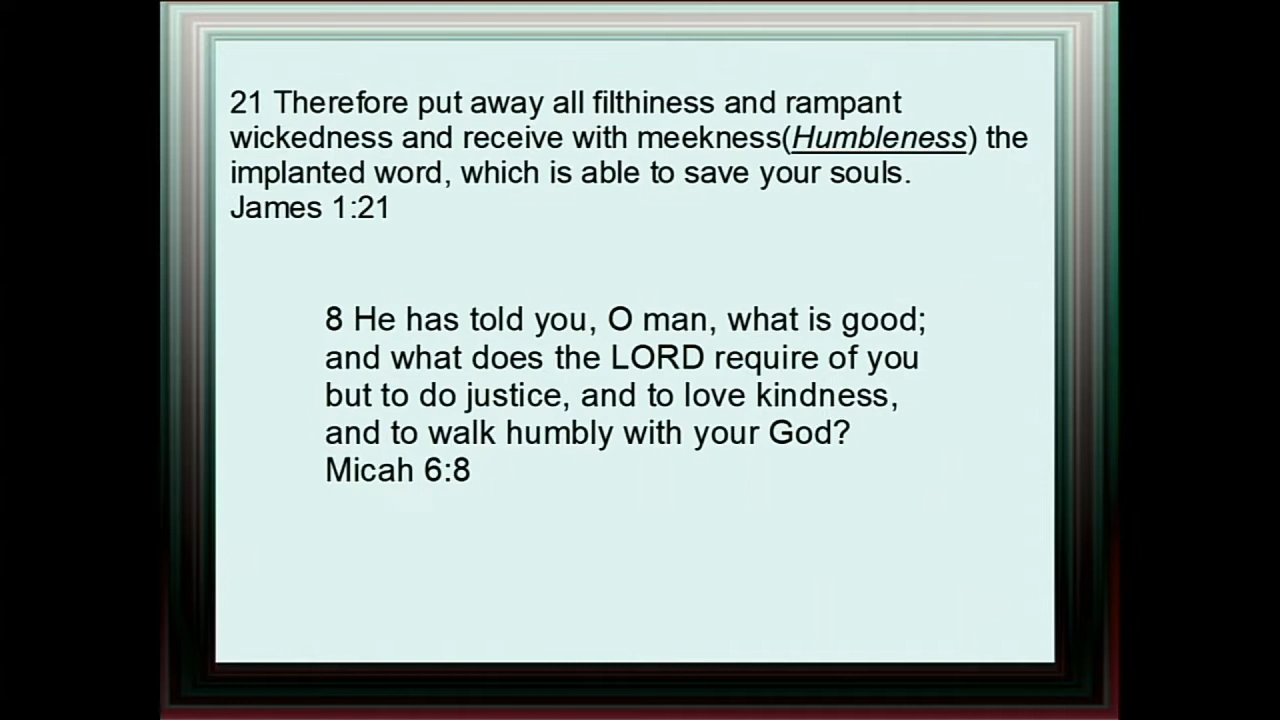 21 Therefore put away all filthiness and rampant
wickedness and receive with meekness(Humbleness) the
implanted word, which is able to save your souls.
James 1:21
8 He has told you, O man, what is good;
and what does the LORD require of you
but to do justice, and to love kindness,
and to walk humbly with your God?
Micah 6:8